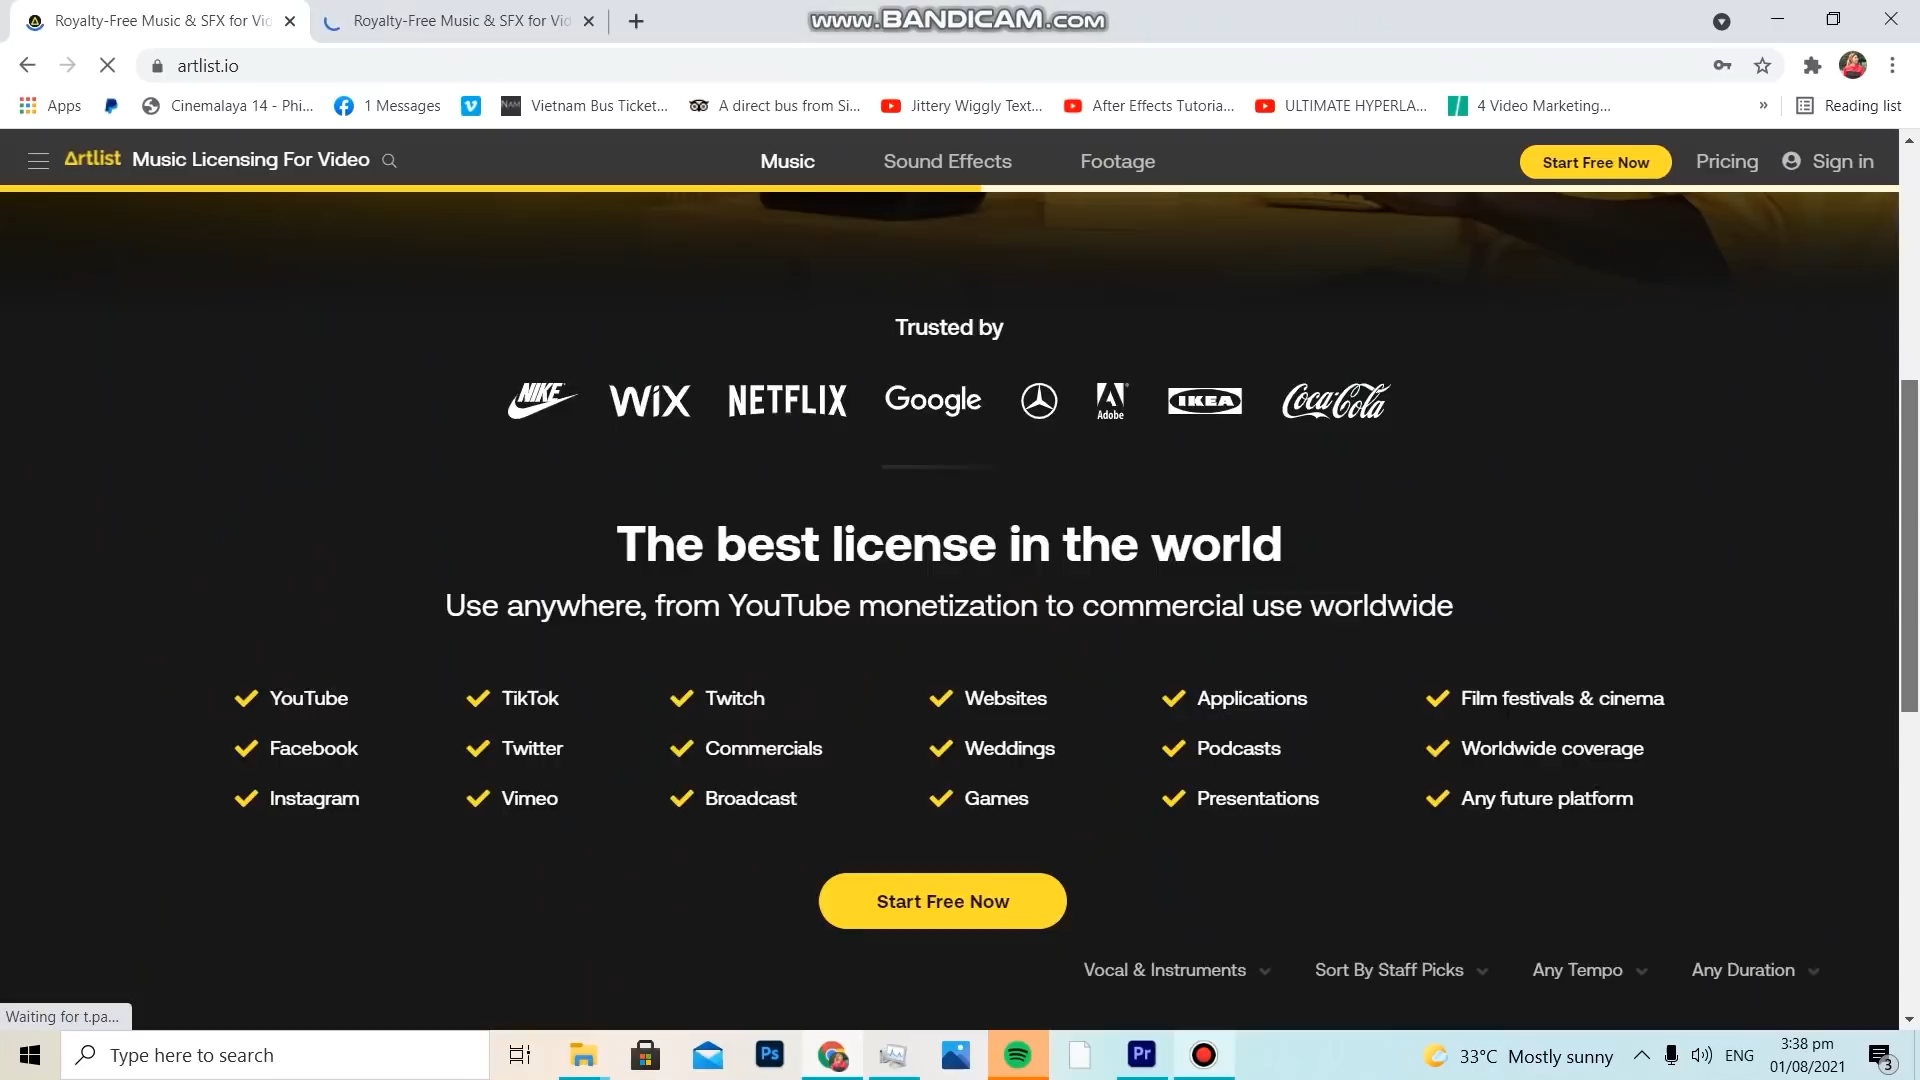 Royalty-Free Music & SFX for Vid
Royalty-Free Music & SFX for Vid
www.BANDICAM.com
artlist.io
Apps
Cinemalaya 14 - Phi...
1 Messages
NAM
Vietnam Bus Ticket...
A direct bus from Si...
Jittery Wiggly Text...
After Effects Tutoria...
ULTIMATE HYPERLA...
4 Video Marketing...
»
Reading list
Artlist Music Licensing For Video
Music
Sound Effects
Footage
Start Free Now
Pricing
Sign in
Trusted by
NIKE
WiX
NETFLIX
Google
Adobe
IKEA
Coca-Cola
The best license in the world
Use anywhere, from YouTube monetization to commercial use worldwide
YouTube
TikTok
Twitch
Websites
Applications
Film festivals & cinema
Facebook
Twitter
Commercials
Weddings
Podcasts
Worldwide coverage
Instagram
Vimeo
Broadcast
Games
Presentations
Any future platform
Start Free Now
Vocal & Instruments
Sort By Staff Picks
Any Tempo
Any Duration
Waiting for t.pa...
Type here to search
Ps
Pr
33°C Mostly sunny
ENG
3:38 pm
01/08/2021
3